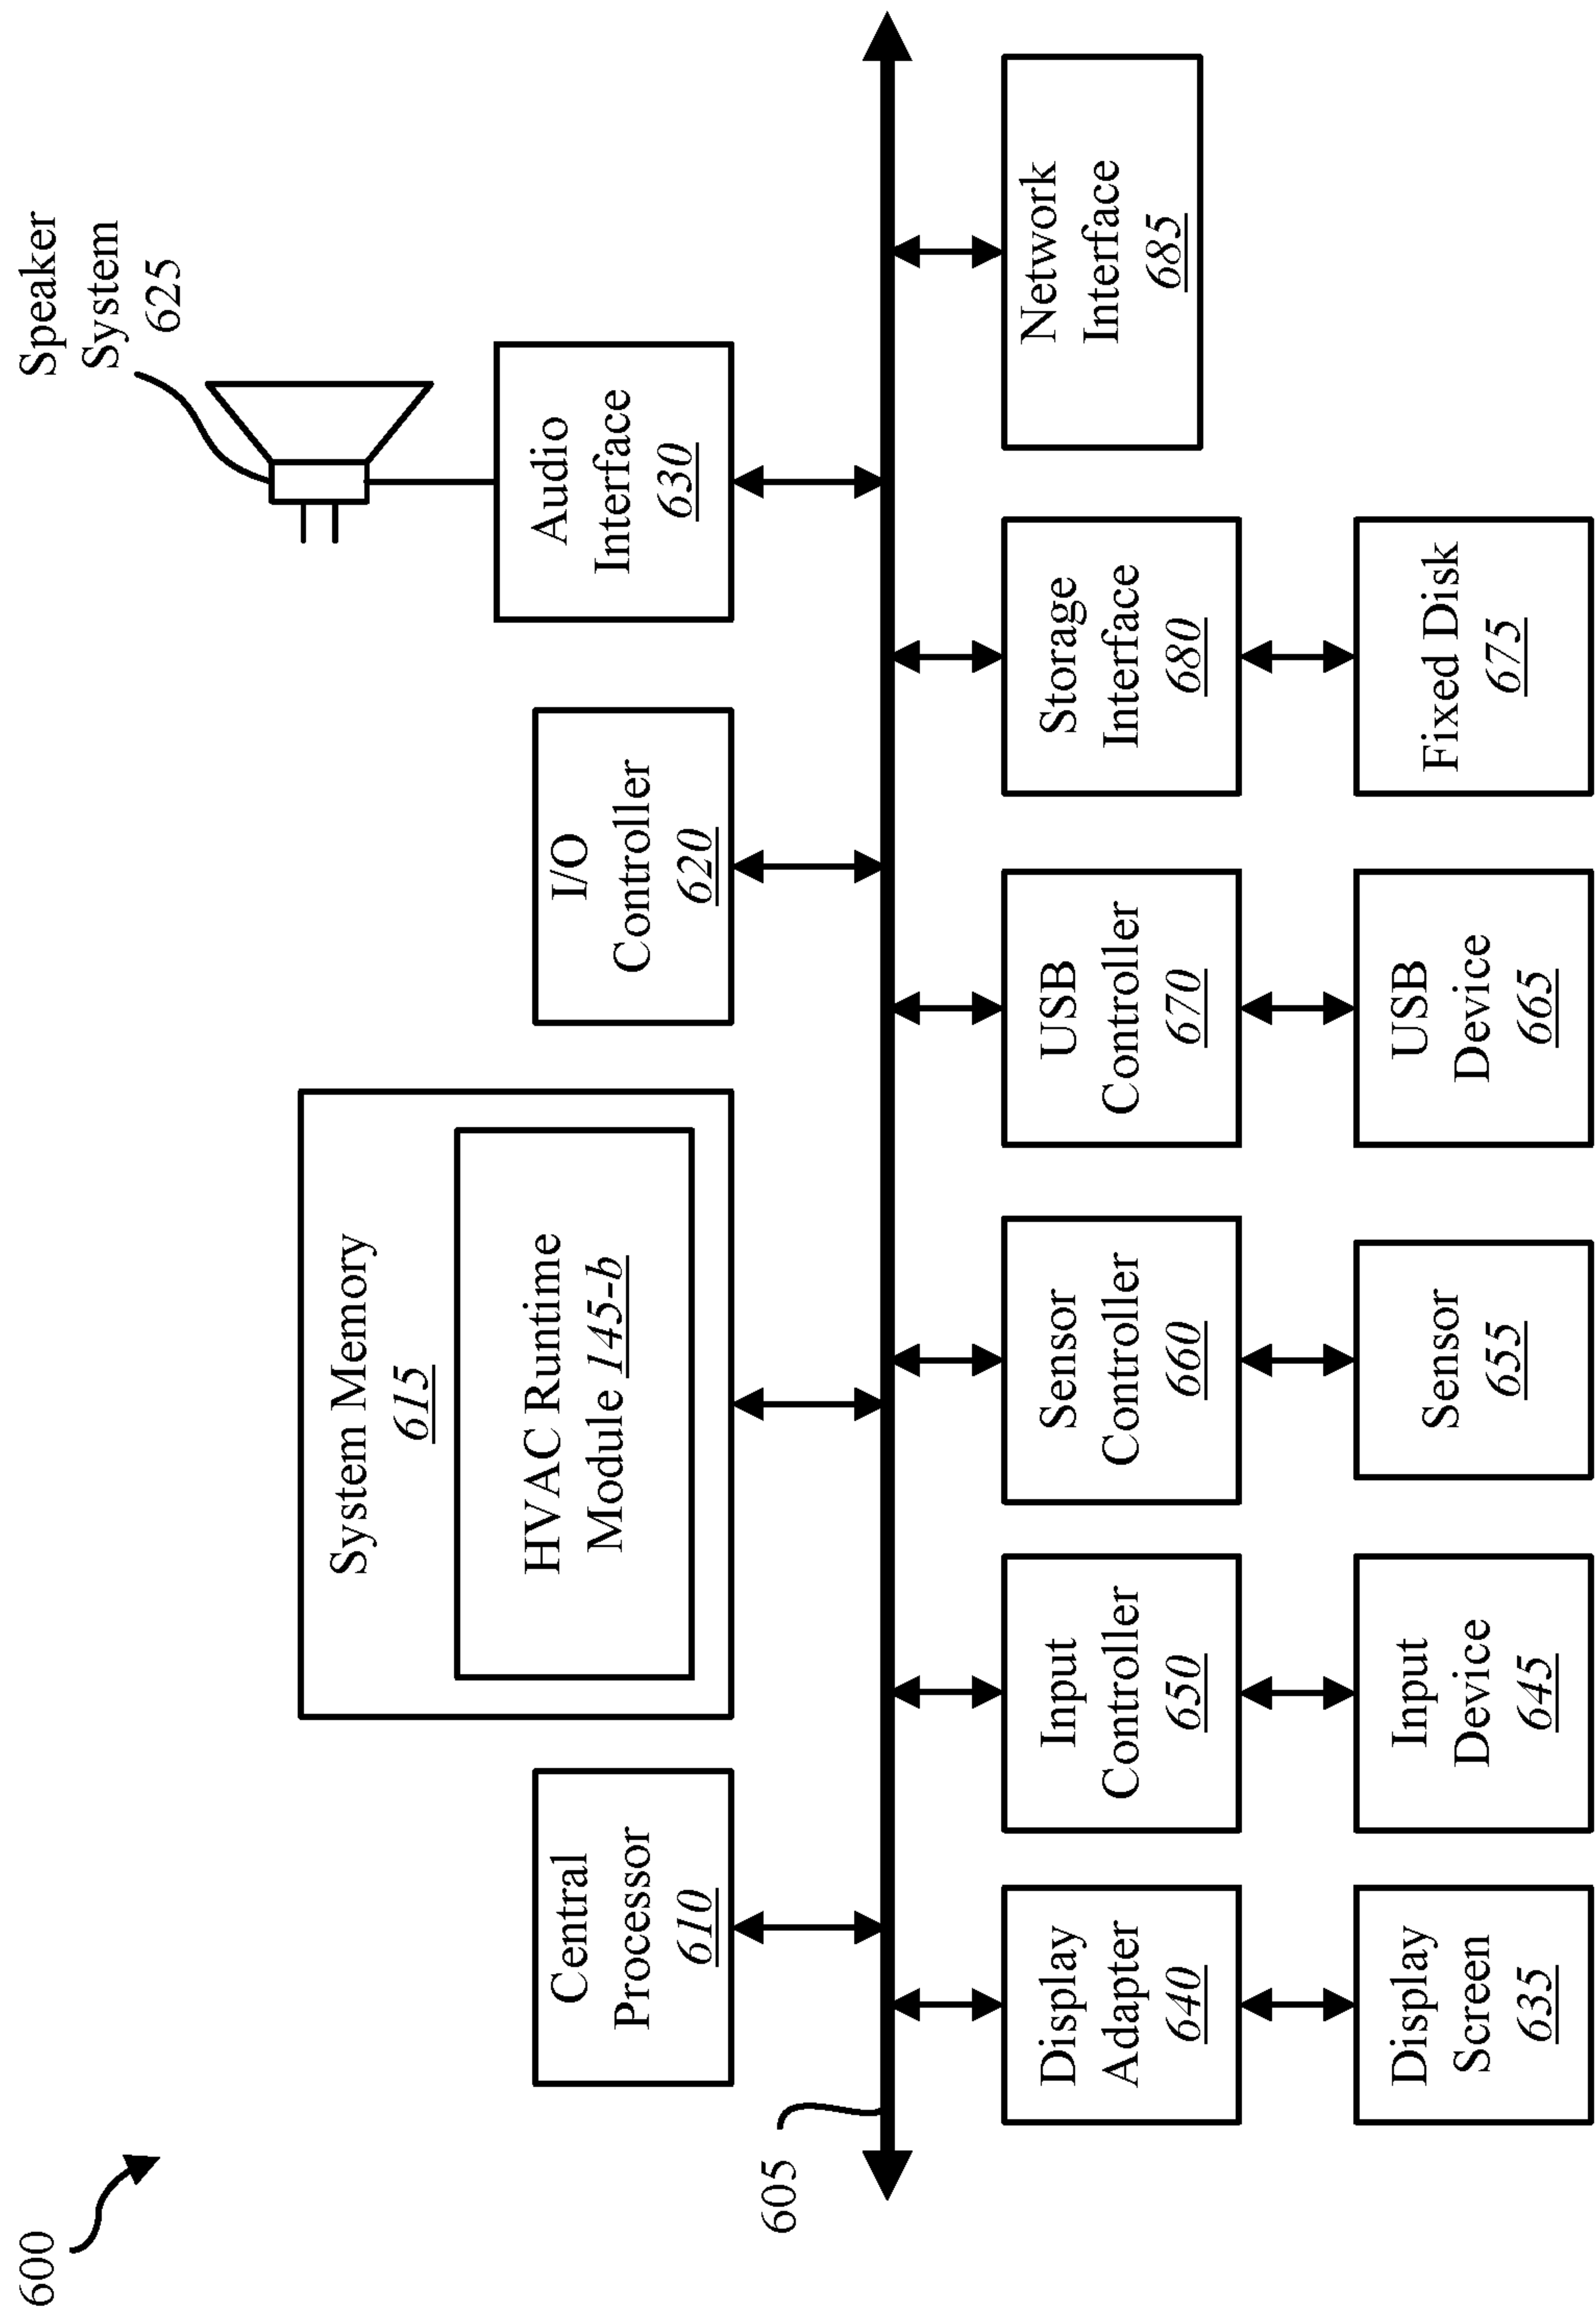 600
Speaker
System
625
System Memory
615
HVAC Runtime
Module 145-b
Central
Processor
610
I/O
Controller
620
Audio
Interface
630
605
Display
Adapter
640
Input
Controller
650
Sensor
Controller
660
USB
Controller
670
Storage
Interface
680
Network
Interface
685
Display
Screen
635
Input
Device
645
Sensor
655
USB
Device
665
Fixed Disk
675